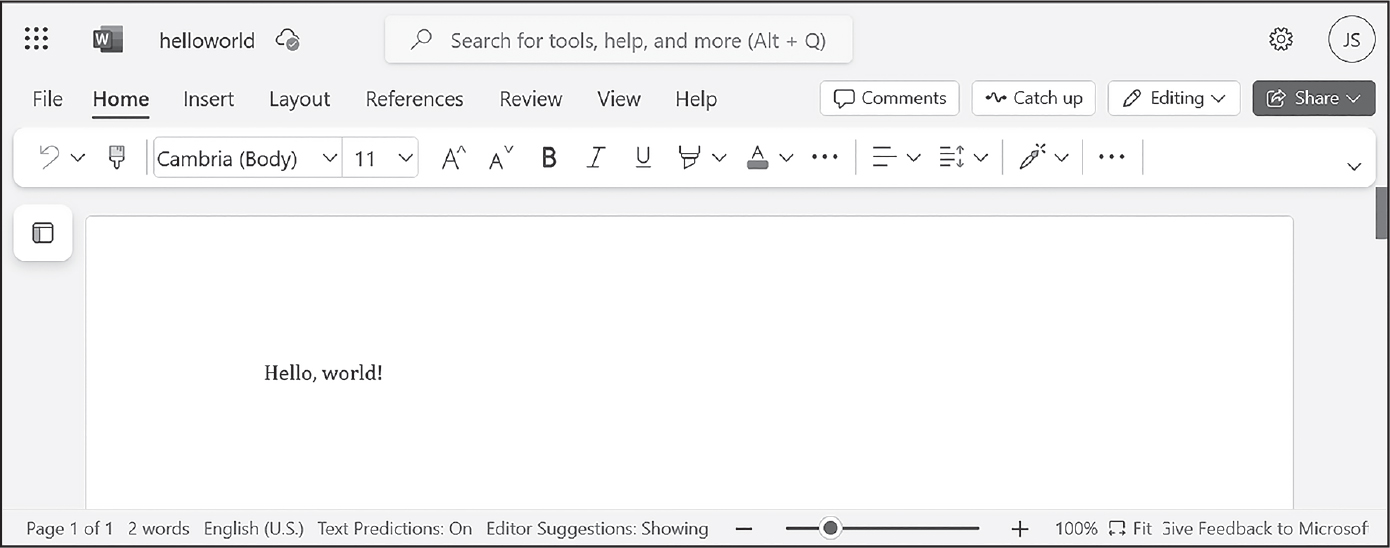 W helloworld Search for tools, help, and more (Alt + Q) JS
File Home Insert Layout References Review View Help Comments Catch up Editing Share
Cambria (Body) 11 A A B I U A
Hello, world!
Page 1 of 1 2 words English (U.S.) Text Predictions: On Editor Suggestions: Showing 100% Fit Give Feedback to Microsof